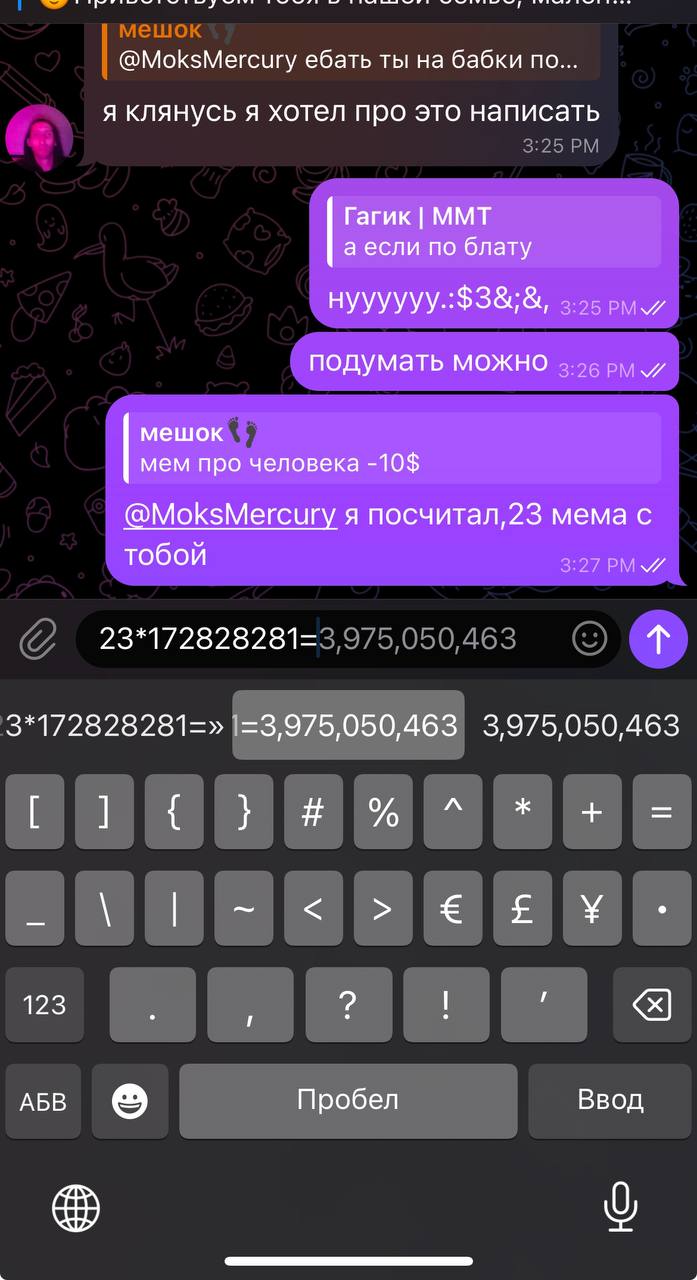 мешок👣
@MoksMercury ебать ты на бабки по...
я клянусь я хотел про это написать
3:25 PM
Гагик | ММТ
а если по блату
нуууууу.:$3&;&,
3:25 PM
подумать можно
3:26 PM
мешок👣
мем про человека -10$
@MoksMercury я посчитал,23 мема с
тобой
3:27 PM
23*172828281=3,975,050,463
3*172828281=» 1=3,975,050,463 3,975,050,463
[ ] { } # % ^ * + =
_ \ | ~ < > € £ ¥ •
123 . , ? ! ′
АБВ Пробел Ввод